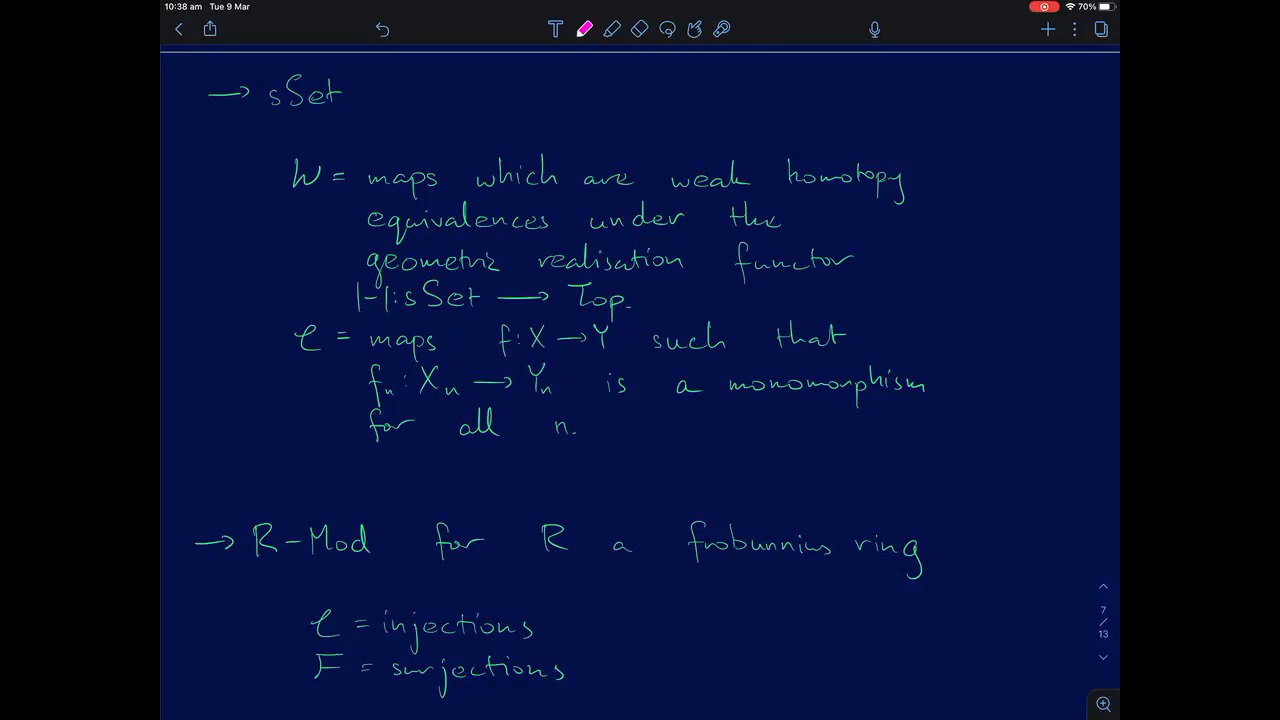 10:38 am Tue 9 Mar
70%
→ sSet
W = maps which are weak homotopy
equivalences under the
geometric realisation functor
|-|: sSet → Top.
C = maps f: X → Y such that
fₙ: Xₙ → Yₙ is a monomorphism
for all n.
→ R-Mod for R a frobunnius ring
C = injections
F = surjections
7
/
13